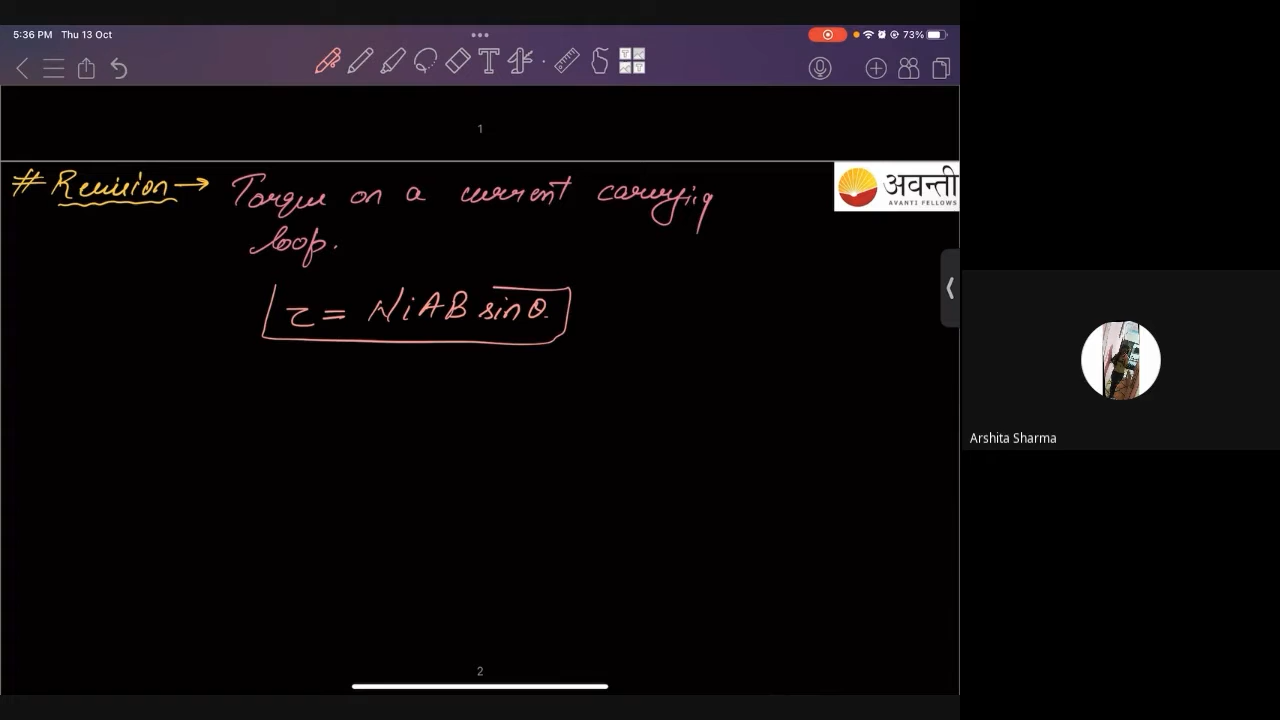 5:36 PM Thu 13 Oct
73%
1
# Revision → Torque on a current carrying
loop.
τ = NiAB sinθ.
अवन्ती
AVANTI FELLOWS
Arshita Sharma
2